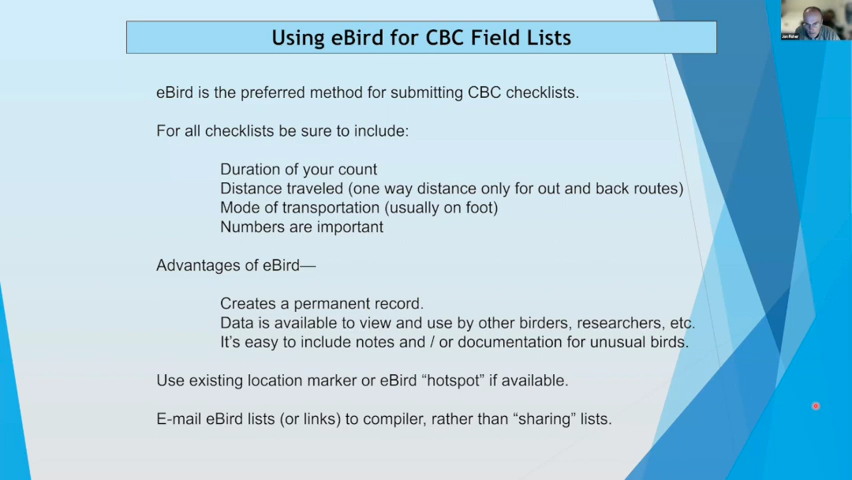 Using eBird for CBC Field Lists
eBird is the preferred method for submitting CBC checklists.
For all checklists be sure to include:
Duration of your count
Distance traveled (one way distance only for out and back routes)
Mode of transportation (usually on foot)
Numbers are important
Advantages of eBird—
Creates a permanent record.
Data is available to view and use by other birders, researchers, etc.
It's easy to include notes and / or documentation for unusual birds.
Use existing location marker or eBird “hotspot” if available.
E-mail eBird lists (or links) to compiler, rather than “sharing” lists.